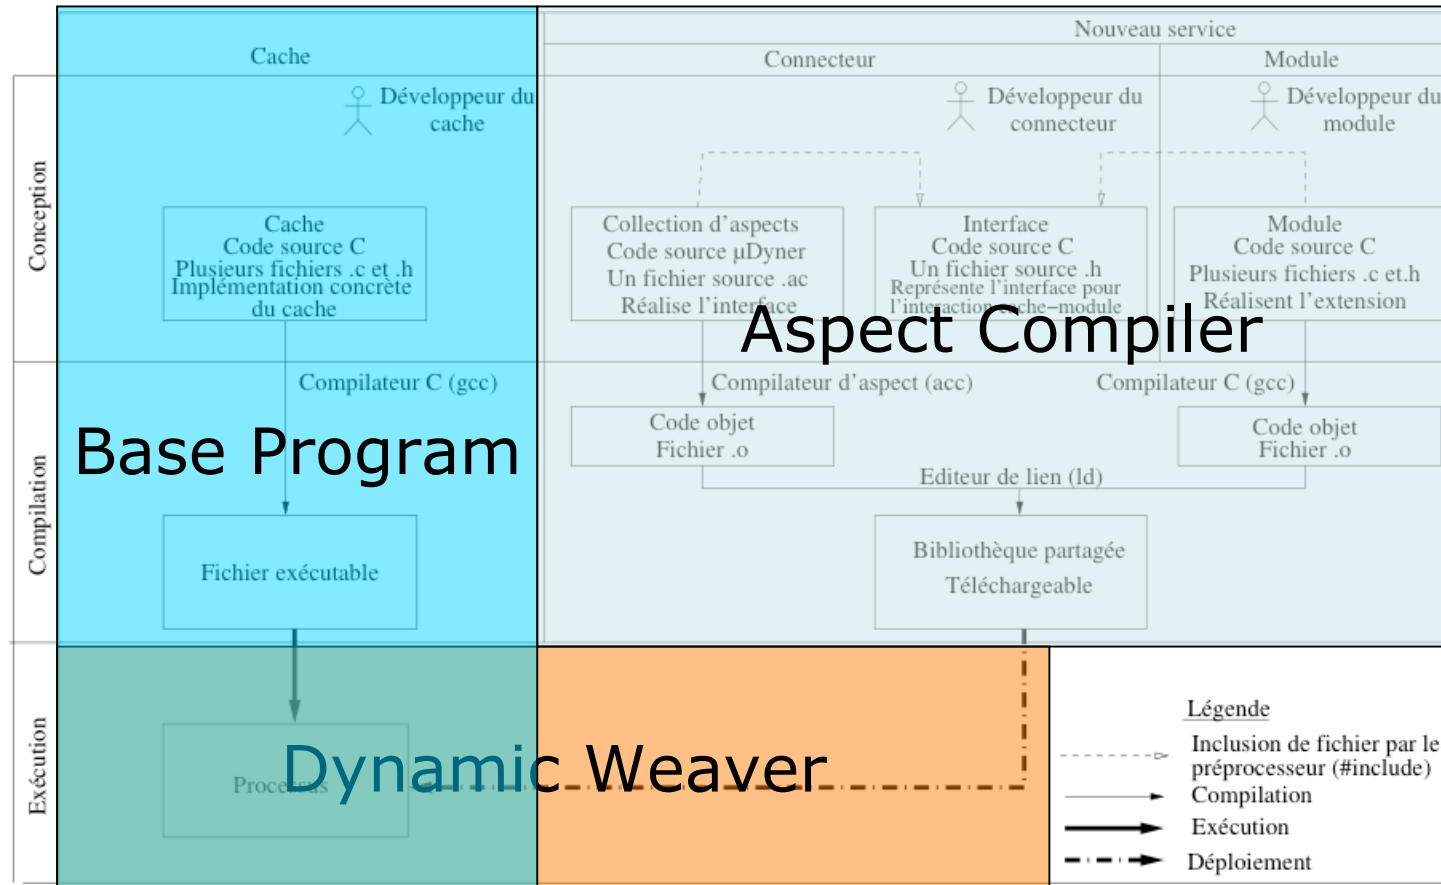 Nouveau service
Cache
Connecteur
Module
Conception
Développeur du
cache
Développeur du
connecteur
Développeur du
module
Cache
Code source C
Plusieurs fichiers .c et .h
Implémentation concrète
du cache
Collection d'aspects
Code source µDyner
Un fichier source .ac
Réalise l'interface
Interface
Code source C
Un fichier source .h
Représente l'interface pour
l'interaction cache–module
Module
Code source C
Plusieurs fichiers .c et.h
Réalisent l'extension
Aspect Compiler
Compilation
Compilateur C (gcc)
Compilateur d'aspect (acc)
Compilateur C (gcc)
Base Program
Code objet
Fichier .o
Code objet
Fichier .o
Editeur de lien (ld)
Fichier exécutable
Bibliothèque partagée
Téléchargeable
Exécution
Processus
Dynamic Weaver
Légende
Inclusion de fichier par le
préprocesseur (#include)
Compilation
Exécution
Déploiement